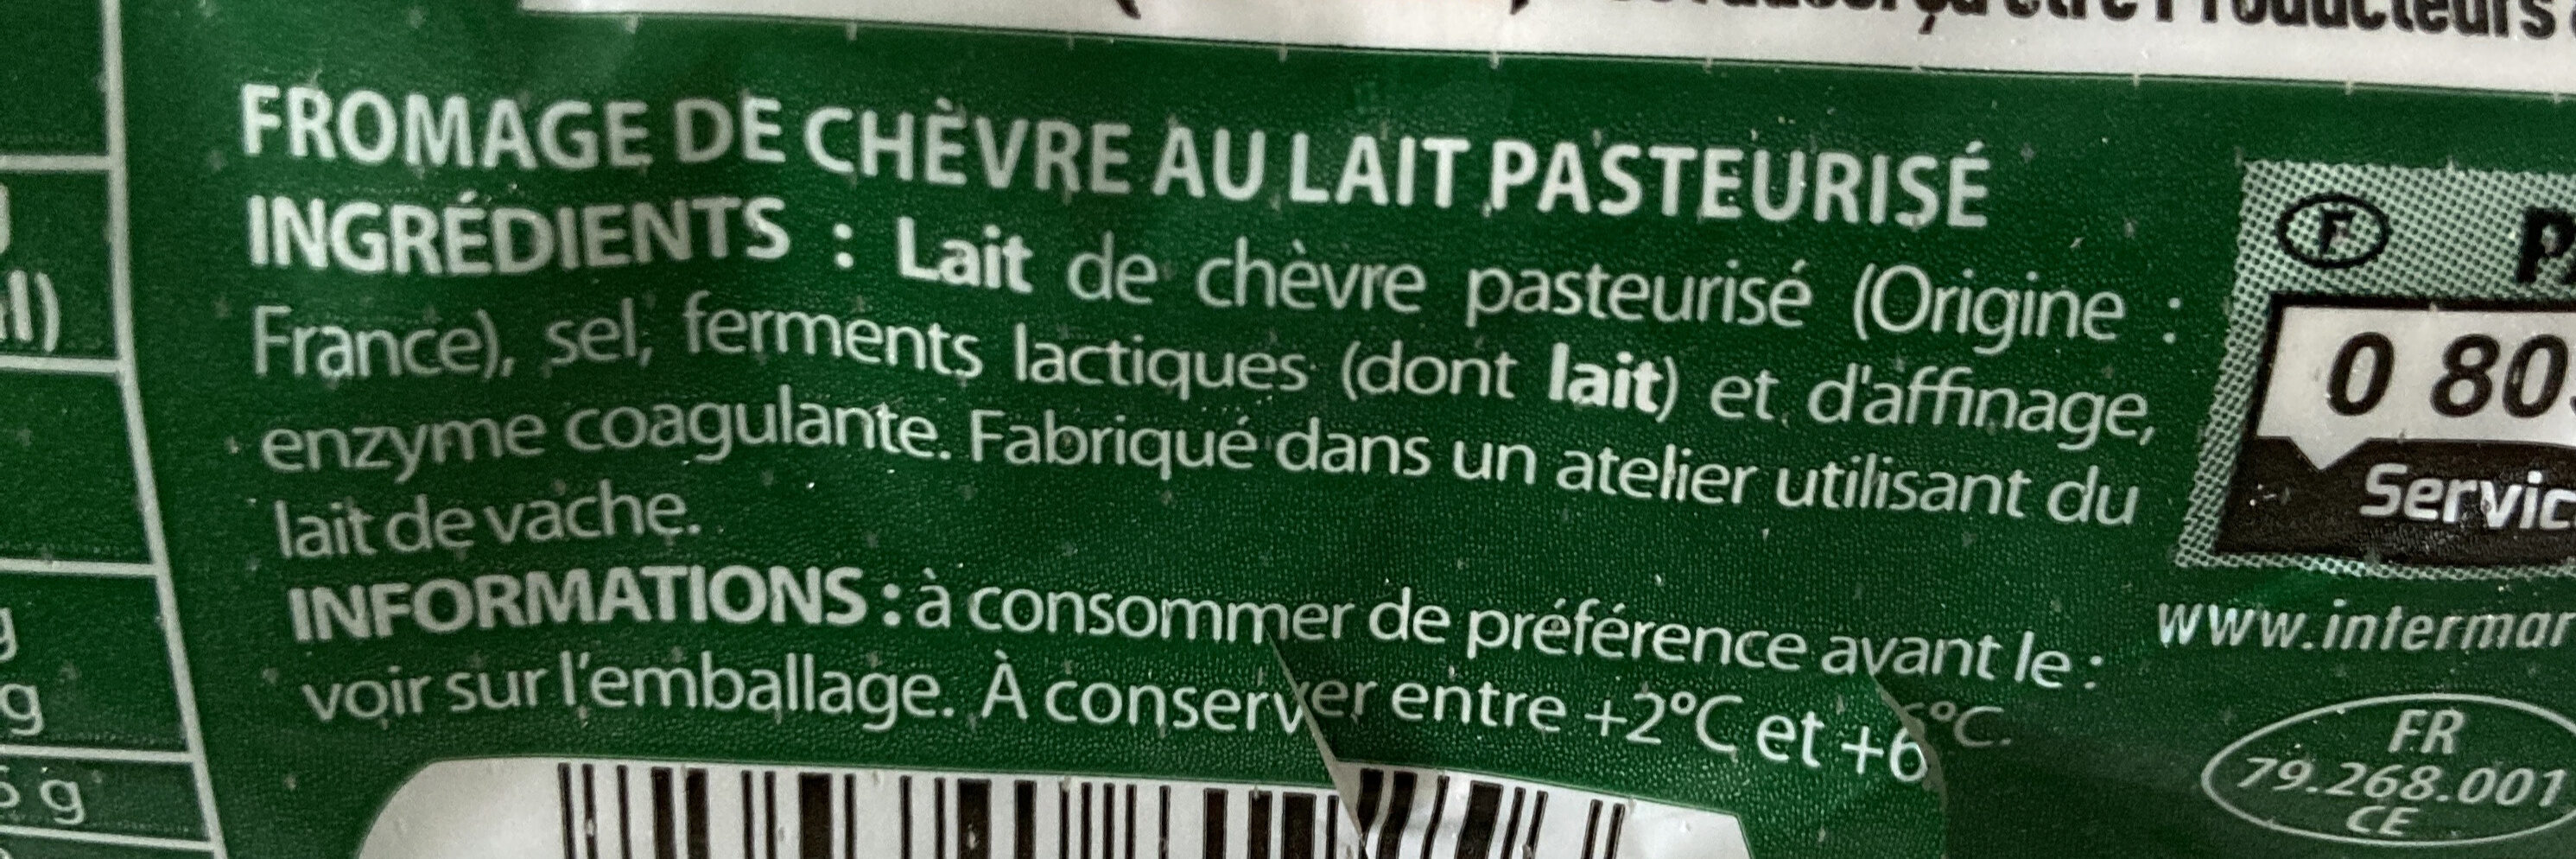 Producteurs
FROMAGE DE CHÈVRE AU LAIT PASTEURISÉ
INGRÉDIENTS : Lait de chèvre pasteurisé (Origine :
France), sel, ferments lactiques (dont lait) et d'affinage,
enzyme coagulante. Fabriqué dans un atelier utilisant du
lait de vache.
INFORMATIONS : à consommer de préférence avant le :
voir sur l'emballage. À conserver entre +2°C et +6°C.
g
g
g
F
0 80
Servic
www.intermar
FR
79.268.001
CE